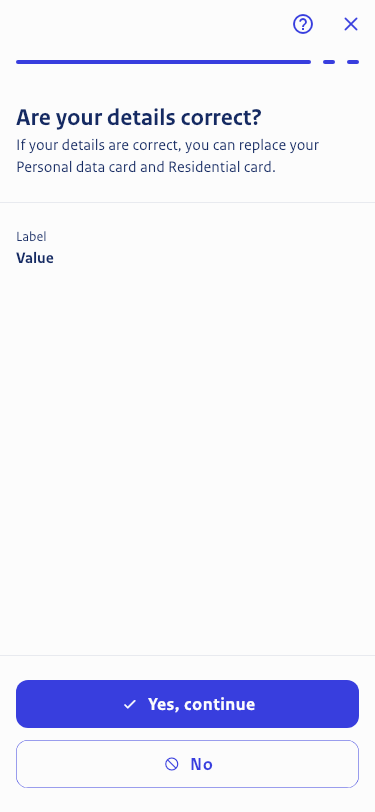 Are your details correct?
If your details are correct, you can replace your
Personal data card and Residential card.
Label
Value
Yes, continue
No